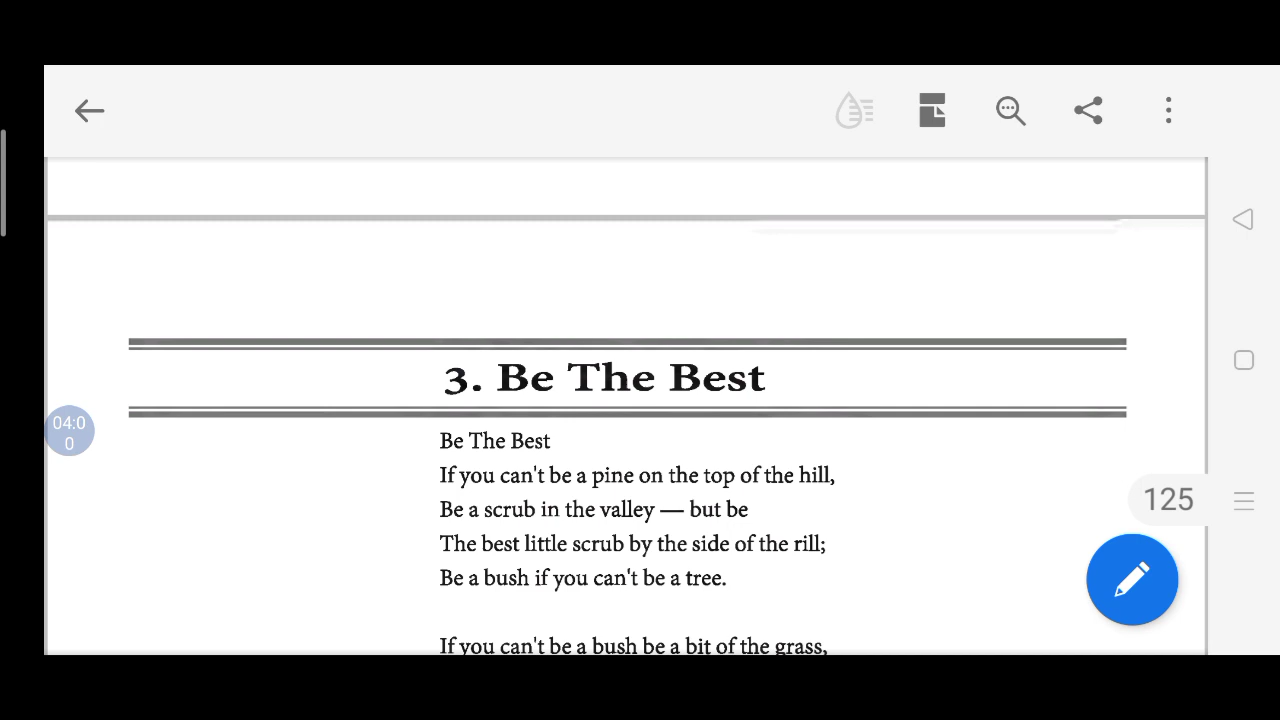 3. Be The Best
04:0
0
Be The Best
If you can't be a pine on the top of the hill,
Be a scrub in the valley — but be
125
The best little scrub by the side of the rill;
Be a bush if you can't be a tree.
If you can't be a bush be a bit of the grass,